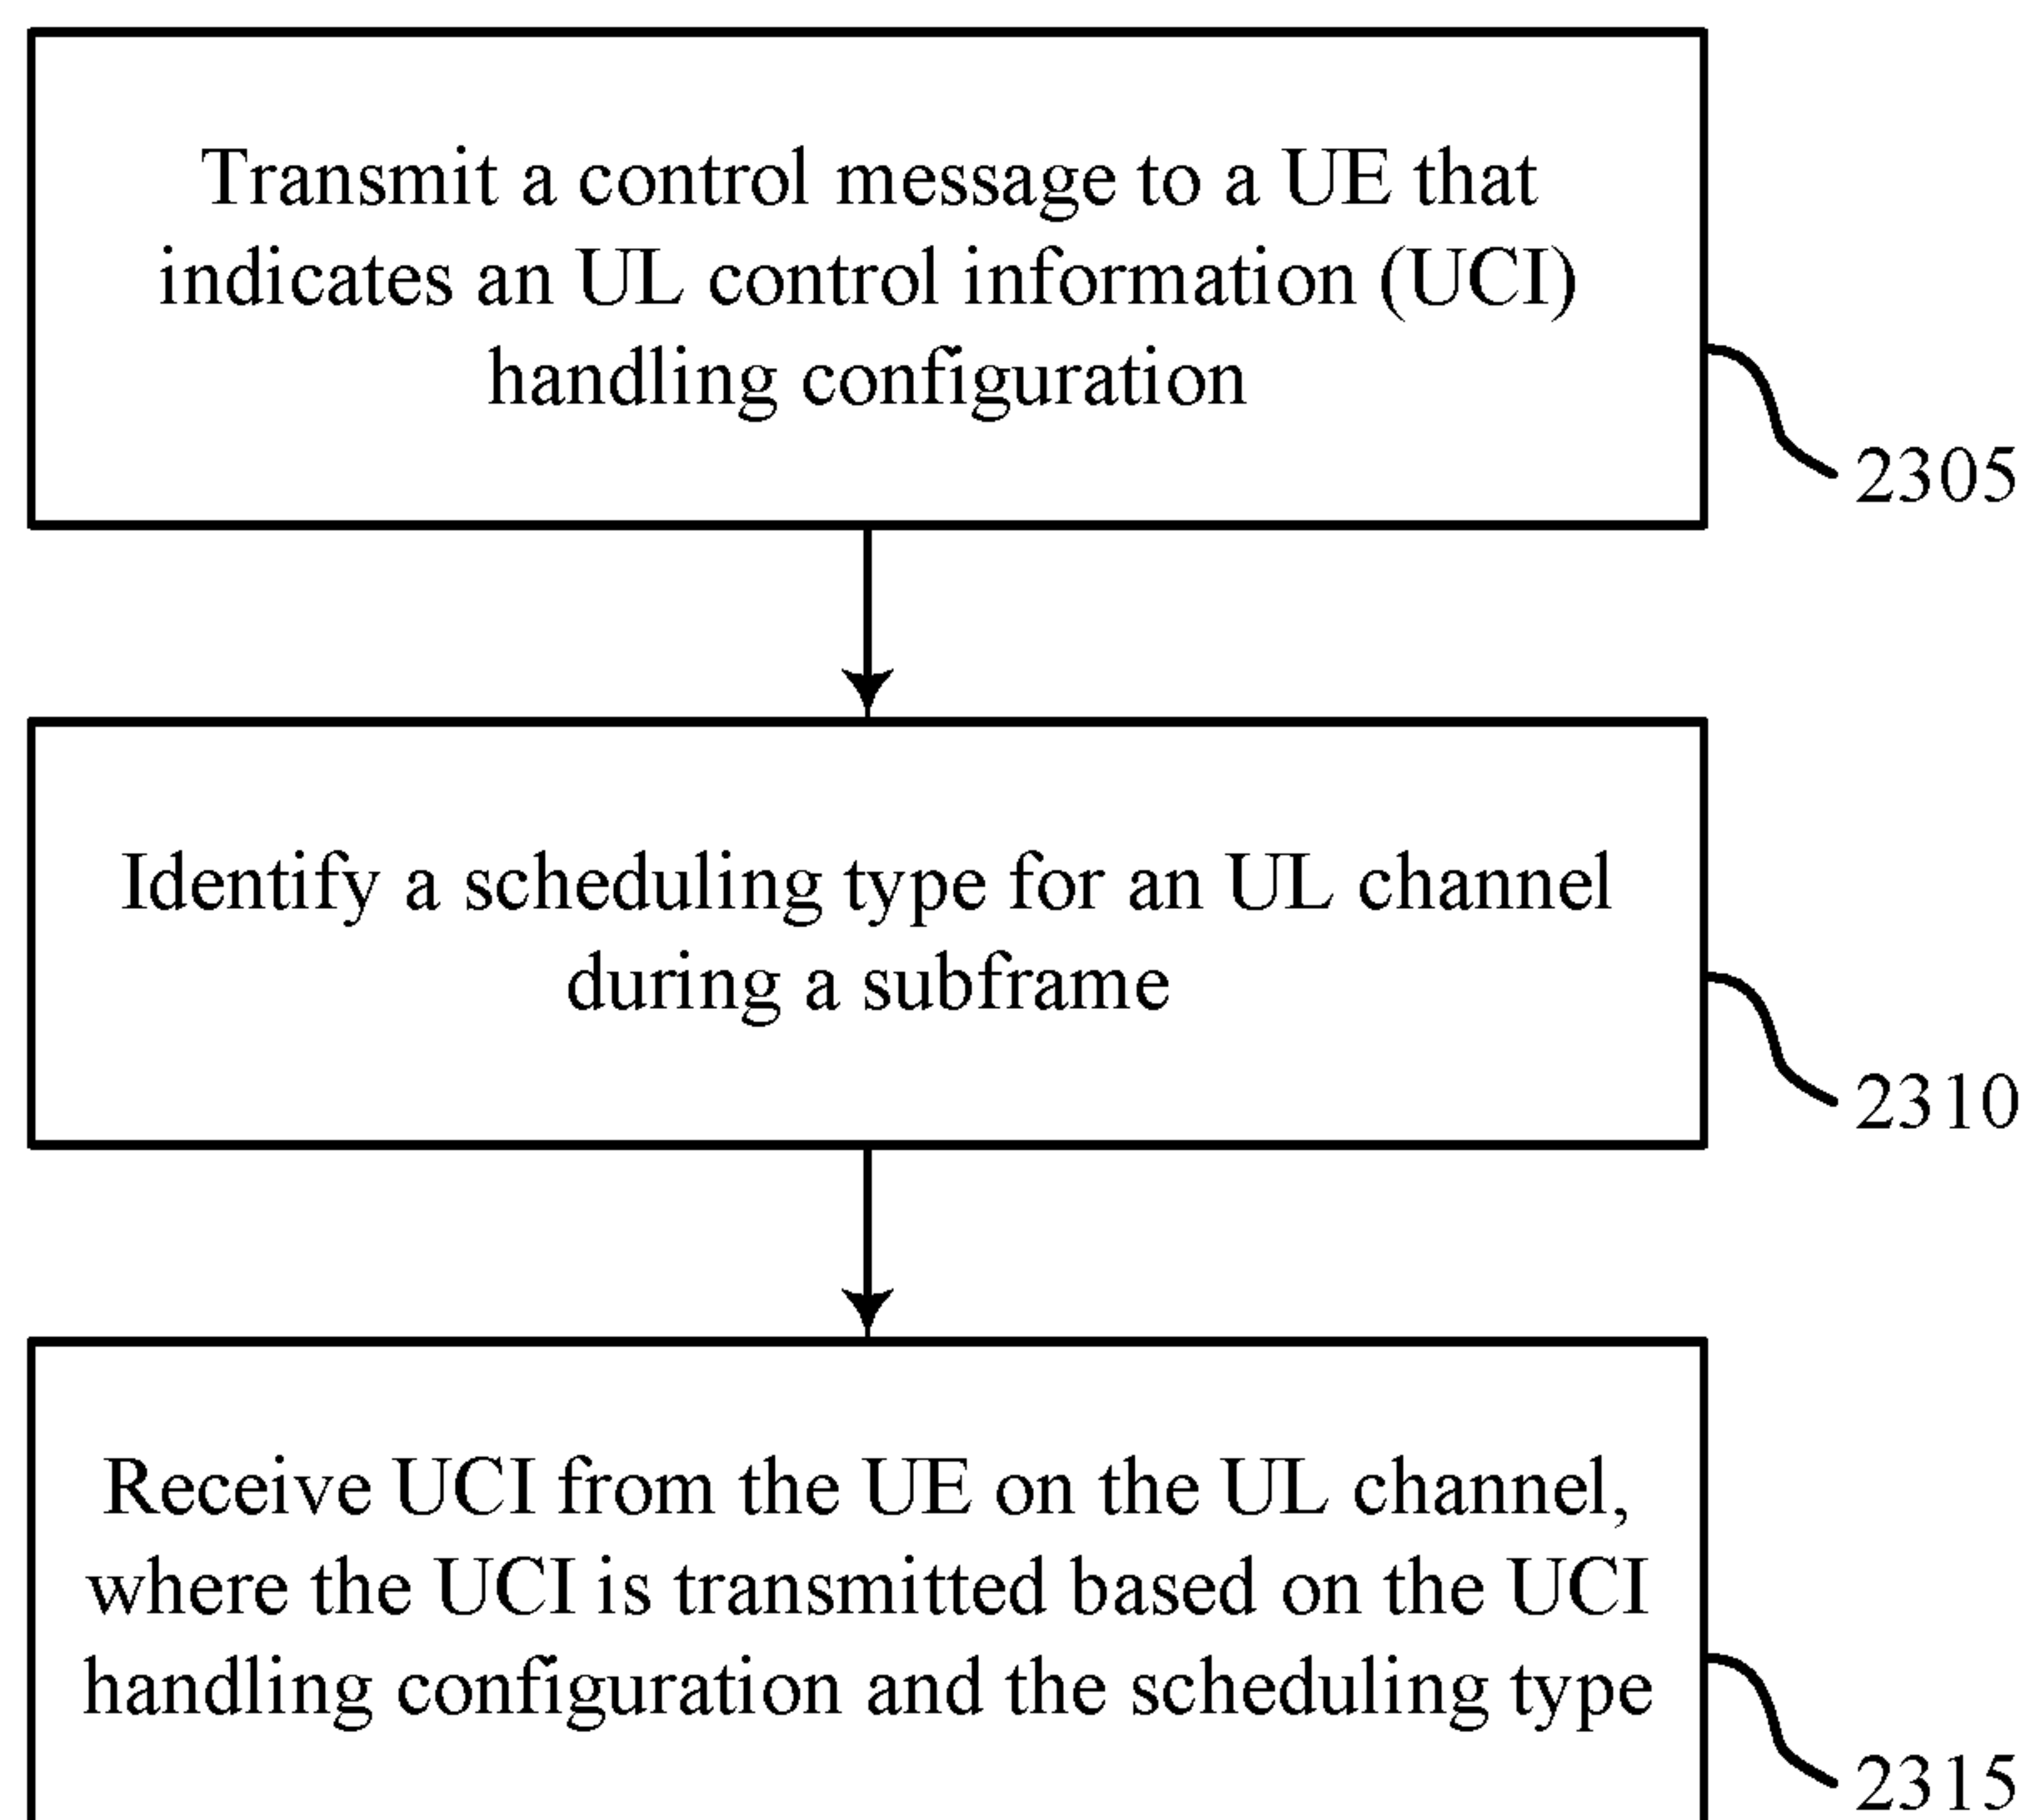 Transmit a control message to a UE that
indicates an UL control information (UCI)
handling configuration
2305
Identify a scheduling type for an UL channel
during a subframe
2310
Receive UCI from the UE on the UL channel,
where the UCI is transmitted based on the UCI
handling configuration and the scheduling type
2315